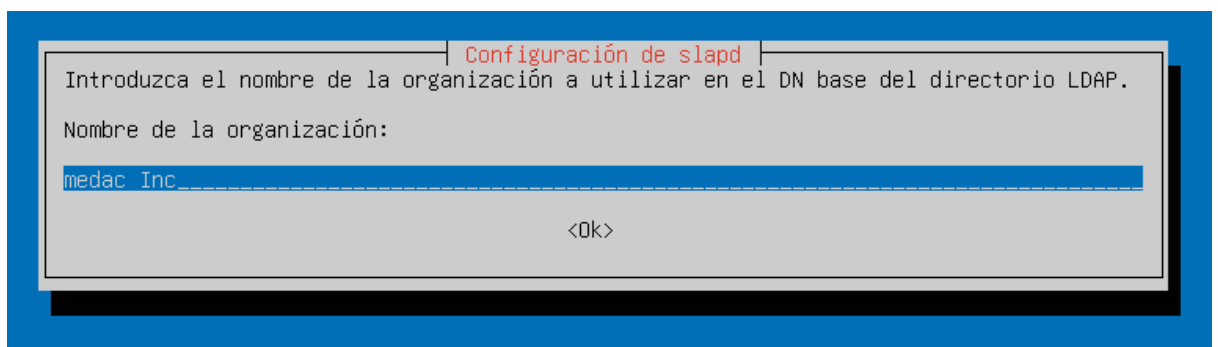 Configuración de slapd
Introduzca el nombre de la organización a utilizar en el DN base del directorio LDAP.
Nombre de la organización:
medac Inc
<Ok>